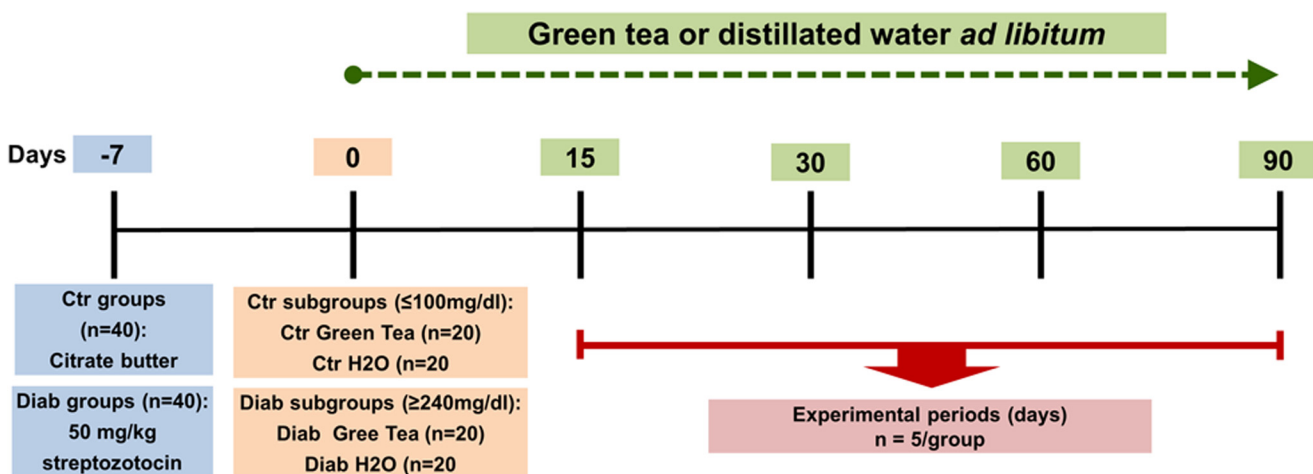 Green tea or distillated water ad libitum
Days -7 0 15 30 60 90
Ctr groups
(n=40):
Citrate butter
Diab groups (n=40):
50 mg/kg
streptozotocin
Ctr subgroups (≤100mg/dl):
Ctr Green Tea (n=20)
Ctr H2O (n=20
Diab subgroups (≥240mg/dl):
Diab Gree Tea (n=20)
Diab H2O (n=20
Experimental periods (days)
n = 5/group